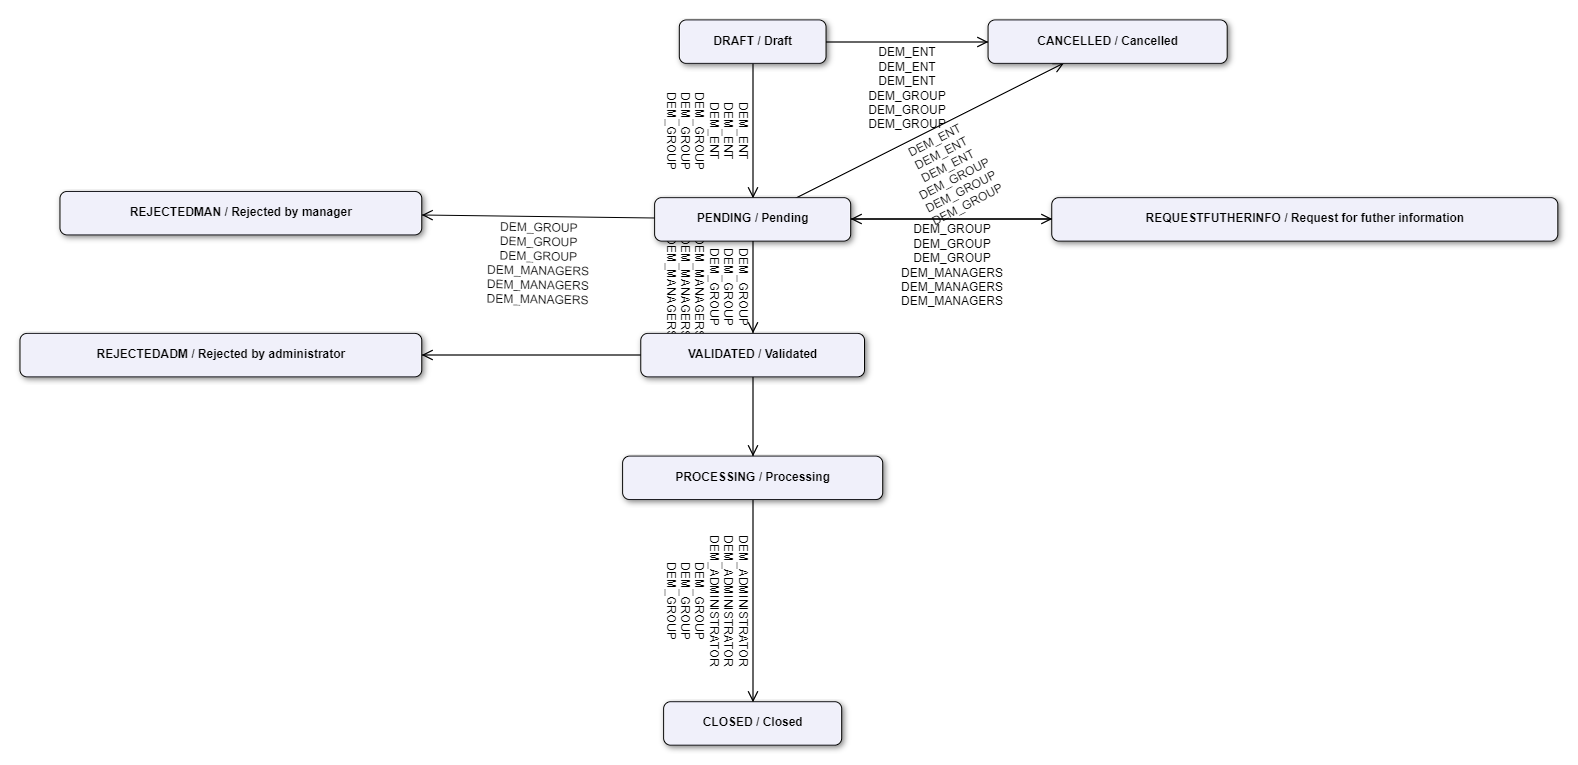 DRAFT / Draft
CANCELLED / Cancelled
DEM_ENT
DEM_ENT
DEM_ENT
DEM_GROUP
DEM_GROUP
DEM_GROUP
DEM_ENT
DEM_ENT
DEM_ENT
DEM_GROUP
DEM_GROUP
DEM_GROUP
DEM_ENT
DEM_ENT
DEM_ENT
DEM_GROUP
DEM_GROUP
DEM_GROUP
REJECTEDMAN / Rejected by manager
PENDING / Pending
REQUESTFUTHERINFO / Request for futher information
DEM_GROUP
DEM_GROUP
DEM_GROUP
DEM_MANAGERS
DEM_MANAGERS
DEM_MANAGERS
DEM_GROUP
DEM_GROUP
DEM_GROUP
DEM_MANAGERS
DEM_MANAGERS
DEM_MANAGERS
DEM_GROUP
DEM_GROUP
DEM_GROUP
DEM_MANAGERS
DEM_MANAGERS
DEM_MANAGERS
REJECTEDADM / Rejected by administrator
VALIDATED / Validated
PROCESSING / Processing
DEM_ADMINISTRATOR
DEM_ADMINISTRATOR
DEM_ADMINISTRATOR
DEM_GROUP
DEM_GROUP
DEM_GROUP
CLOSED / Closed